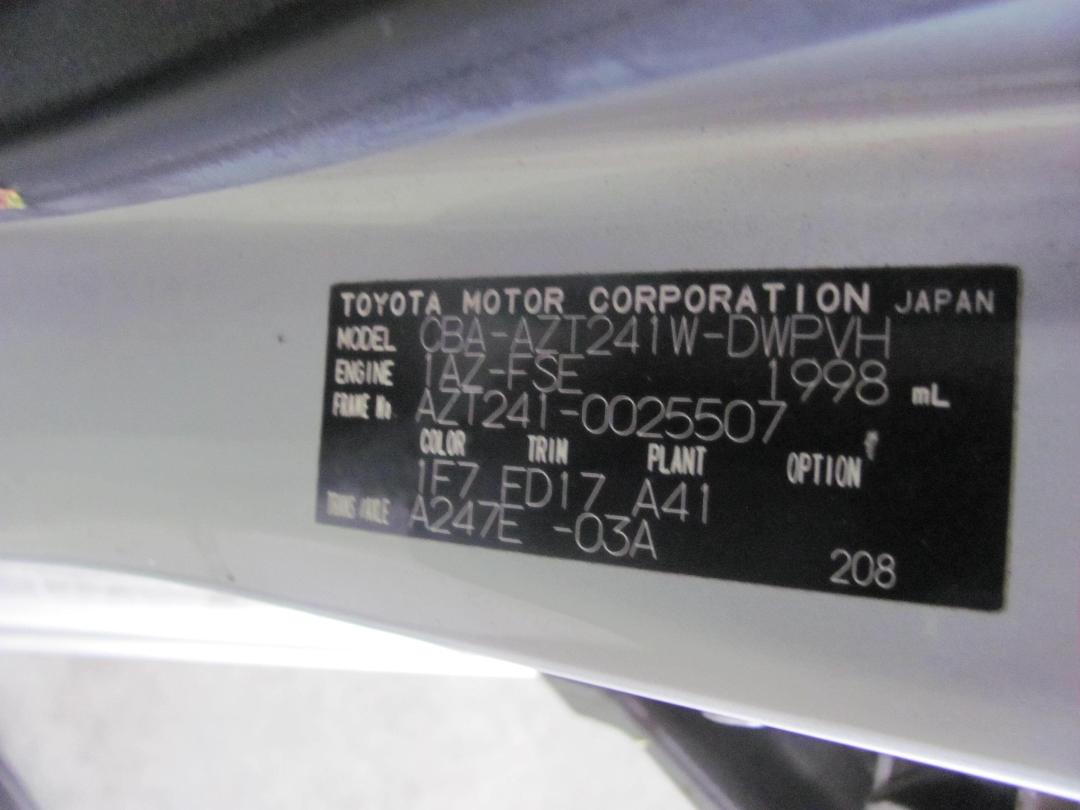 TOYOTA MOTOR CORPORATION JAPAN
MODEL CBA-AZT241W-DWPVH
ENGINE 1AZ-FSE 1998 mL
FRAME No. AZT241-0025507
COLOR TRIM PLANT OPTION
1F7 FD17 A41
TRANS/AXLE A247E -03A
208